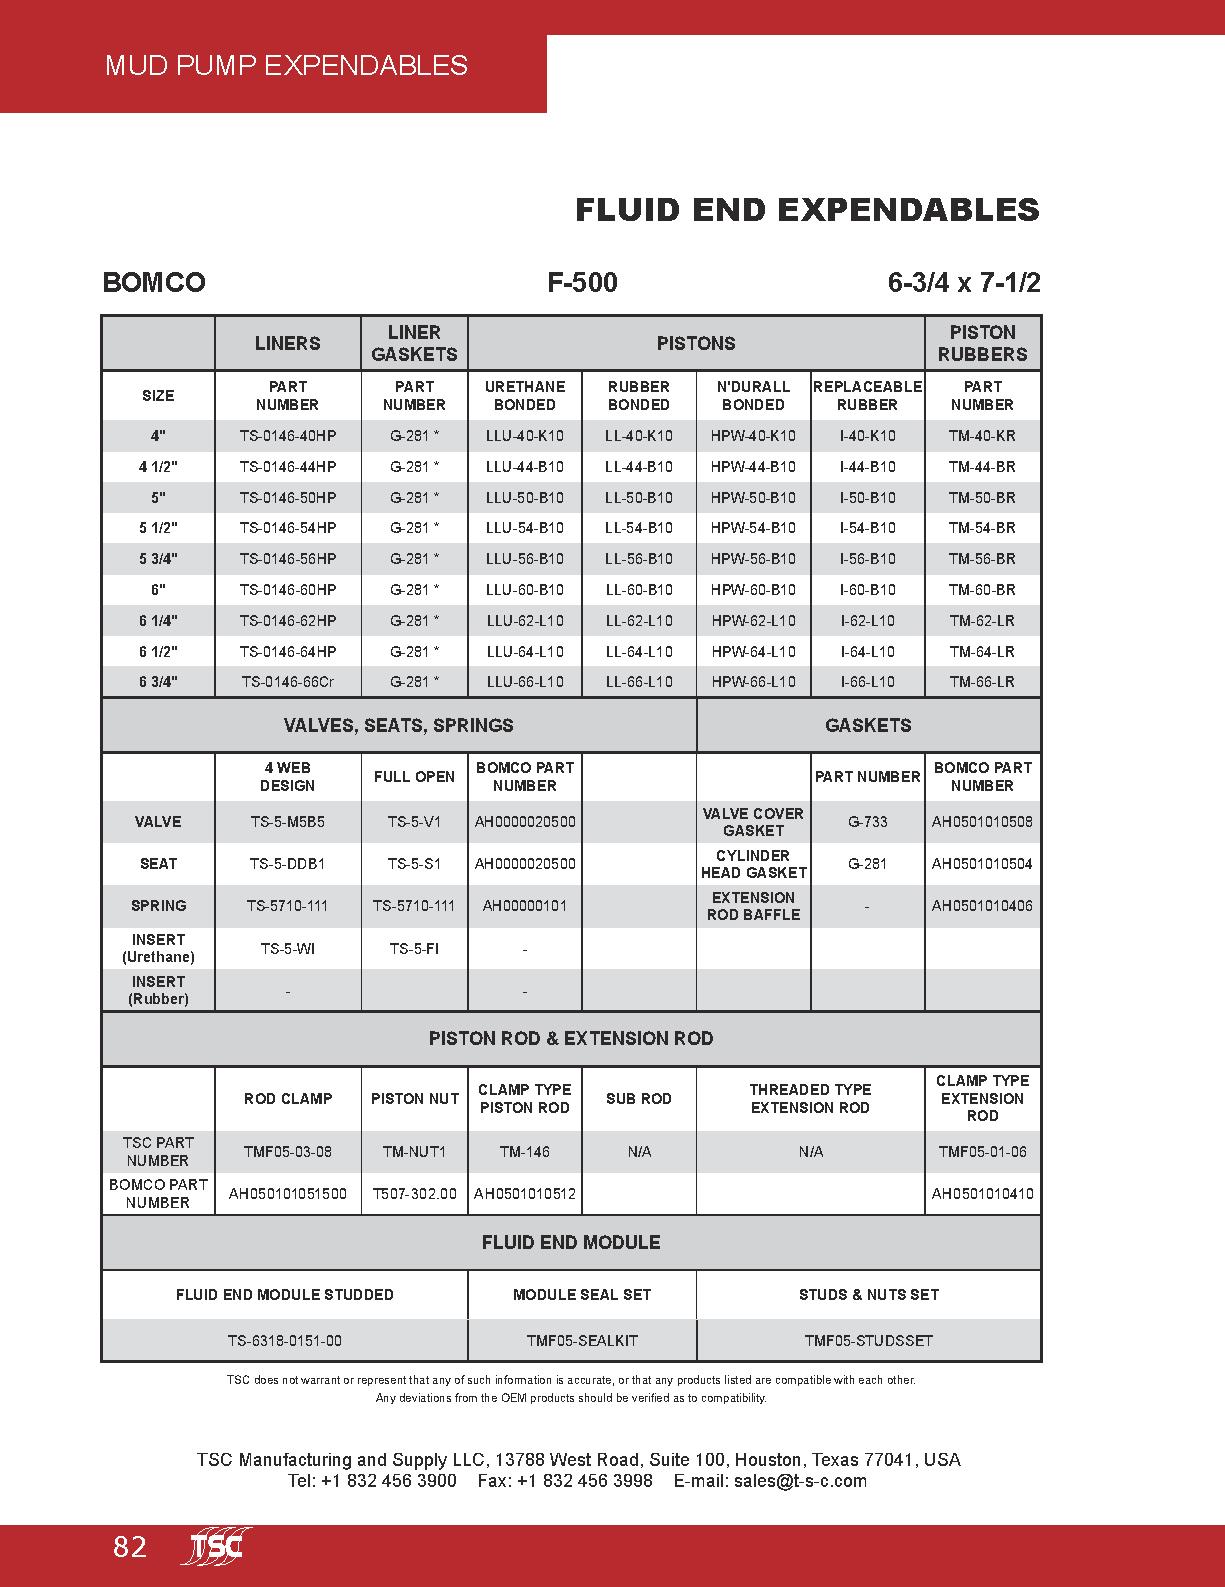 MUD PUMP EXPENDABLES
FLUID END EXPENDABLES
BOMCO F-500 6-3/4 x 7-1/2
LINERS LINER GASKETS PISTONS PISTON RUBBERS
SIZE PART NUMBER PART NUMBER URETHANE BONDED RUBBER BONDED N'DURALL BONDED REPLACEABLE RUBBER PART NUMBER
4" TS-0146-40HP G-281 * LLU-40-K10 LL-40-K10 HPW-40-K10 I-40-K10 TM-40-KR
4 1/2" TS-0146-44HP G-281 * LLU-44-B10 LL-44-B10 HPW-44-B10 I-44-B10 TM-44-BR
5" TS-0146-50HP G-281 * LLU-50-B10 LL-50-B10 HPW-50-B10 I-50-B10 TM-50-BR
5 1/2" TS-0146-54HP G-281 * LLU-54-B10 LL-54-B10 HPW-54-B10 I-54-B10 TM-54-BR
5 3/4" TS-0146-56HP G-281 * LLU-56-B10 LL-56-B10 HPW-56-B10 I-56-B10 TM-56-BR
6" TS-0146-60HP G-281 * LLU-60-B10 LL-60-B10 HPW-60-B10 I-60-B10 TM-60-BR
6 1/4" TS-0146-62HP G-281 * LLU-62-L10 LL-62-L10 HPW-62-L10 I-62-L10 TM-62-LR
6 1/2" TS-0146-64HP G-281 * LLU-64-L10 LL-64-L10 HPW-64-L10 I-64-L10 TM-64-LR
6 3/4" TS-0146-66Cr G-281 * LLU-66-L10 LL-66-L10 HPW-66-L10 I-66-L10 TM-66-LR
VALVES, SEATS, SPRINGS GASKETS
4 WEB DESIGN FULL OPEN BOMCO PART NUMBER PART NUMBER BOMCO PART NUMBER
VALVE TS-5-M5B5 TS-5-V1 AH0000020500 VALVE COVER GASKET G-733 AH0501010508
SEAT TS-5-DDB1 TS-5-S1 AH0000020500 CYLINDER HEAD GASKET G-281 AH0501010504
SPRING TS-5710-111 TS-5710-111 AH00000101 EXTENSION ROD BAFFLE - AH0501010406
INSERT (Urethane) TS-5-WI TS-5-FI -
INSERT (Rubber) - -
PISTON ROD & EXTENSION ROD
ROD CLAMP PISTON NUT CLAMP TYPE PISTON ROD SUB ROD THREADED TYPE EXTENSION ROD CLAMP TYPE EXTENSION ROD
TSC PART NUMBER TMF05-03-08 TM-NUT1 TM-146 N/A N/A TMF05-01-06
BOMCO PART NUMBER AH050101051500 T507-302.00 AH0501010512 AH0501010410
FLUID END MODULE
FLUID END MODULE STUDDED MODULE SEAL SET STUDS & NUTS SET
TS-6318-0151-00 TMF05-SEALKIT TMF05-STUDSSET
TSC does not warrant or represent that any of such information is accurate, or that any products listed are compatible with each other.
Any deviations from the OEM products should be verified as to compatibility.
TSC Manufacturing and Supply LLC, 13788 West Road, Suite 100, Houston, Texas 77041, USA
Tel: +1 832 456 3900 Fax: +1 832 456 3998 E-mail: sales@t-s-c.com
82 TSC